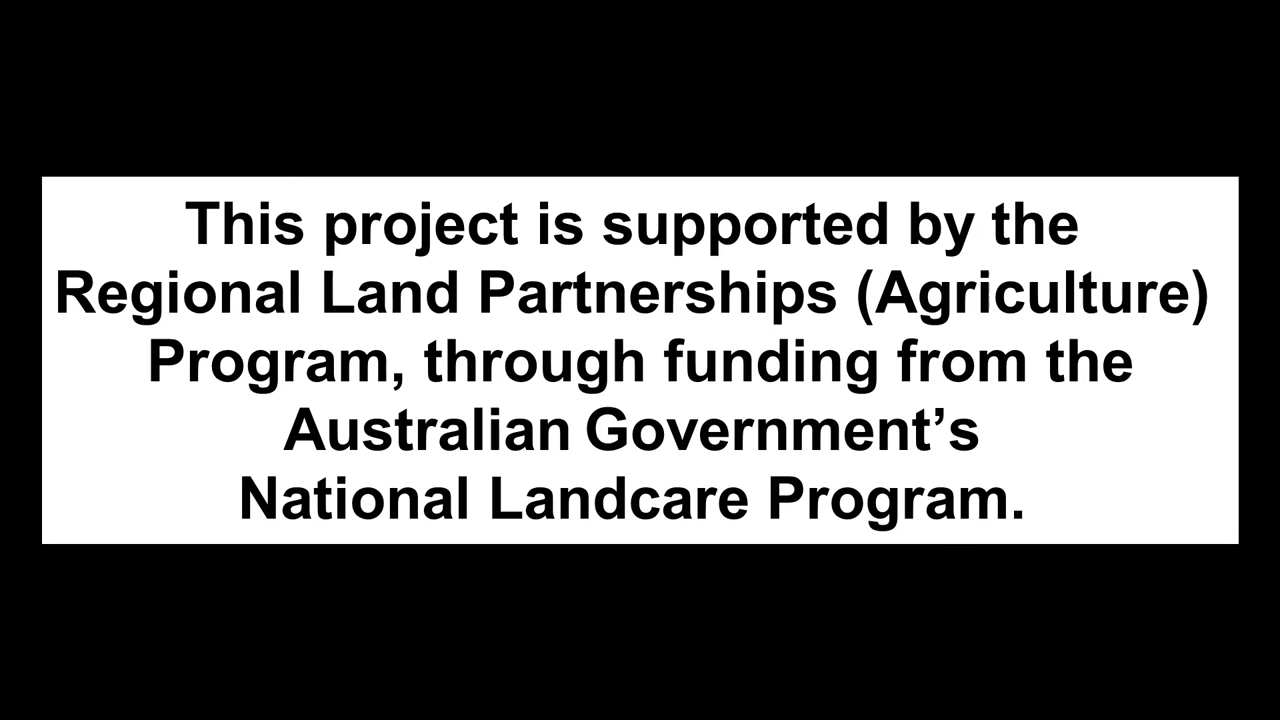 This project is supported by the
Regional Land Partnerships (Agriculture)
Program, through funding from the
Australian Government’s
National Landcare Program.